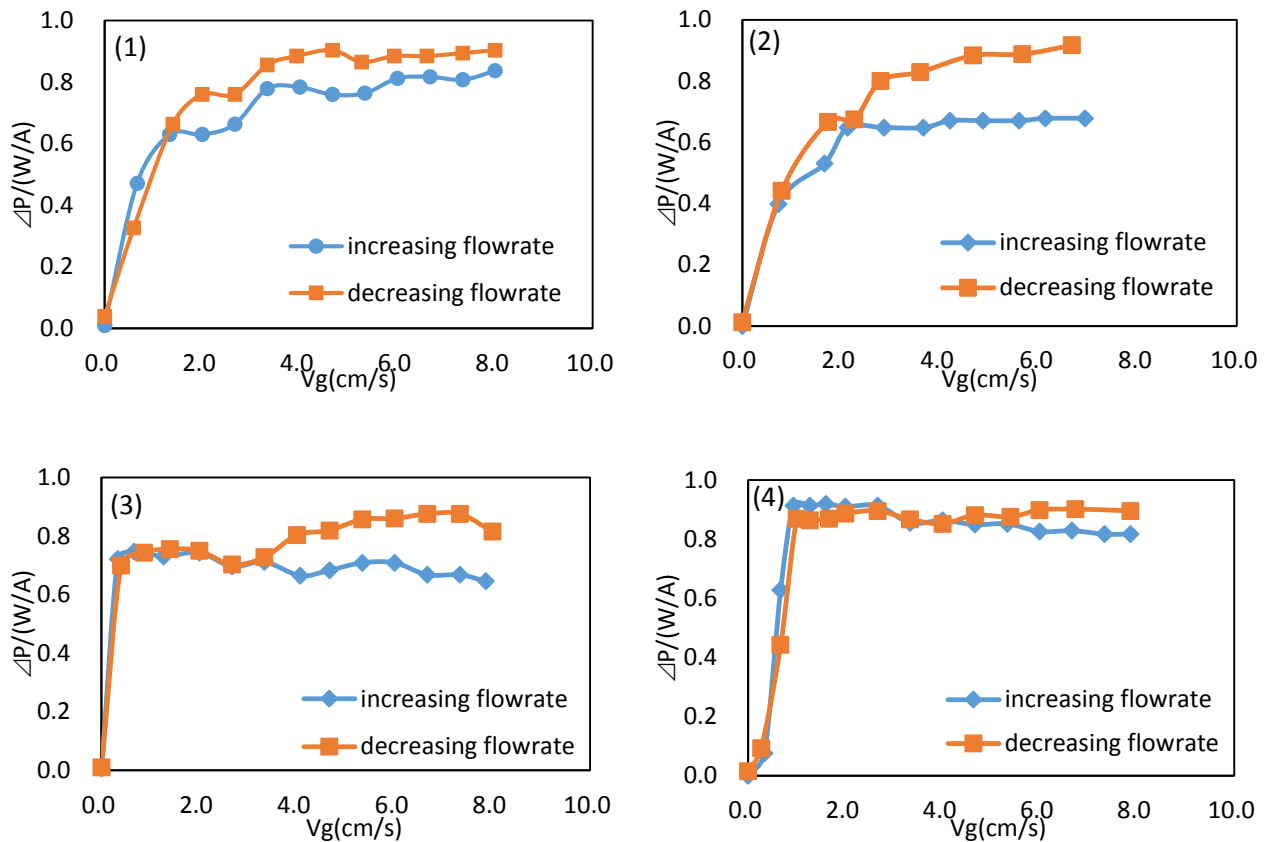 (1)
1.0
0.8
0.6
0.4
0.2
0.0
⊿P/(W/A)
increasing flowrate
decreasing flowrate
0.0 2.0 4.0 6.0 8.0 10.0
Vg(cm/s)
(2)
1.0
0.8
0.6
0.4
0.2
0.0
⊿P/(W/A)
increasing flowrate
decreasing flowrate
0.0 2.0 4.0 6.0 8.0 10.0
Vg(cm/s)
(3)
1.0
0.8
0.6
0.4
0.2
0.0
⊿P/(W/A)
increasing flowrate
decreasing flowrate
0.0 2.0 4.0 6.0 8.0 10.0
Vg(cm/s)
(4)
1.0
0.8
0.6
0.4
0.2
0.0
⊿P/(W/A)
increasing flowrate
decreasing flowrate
0.0 2.0 4.0 6.0 8.0 10.0
Vg(cm/s)